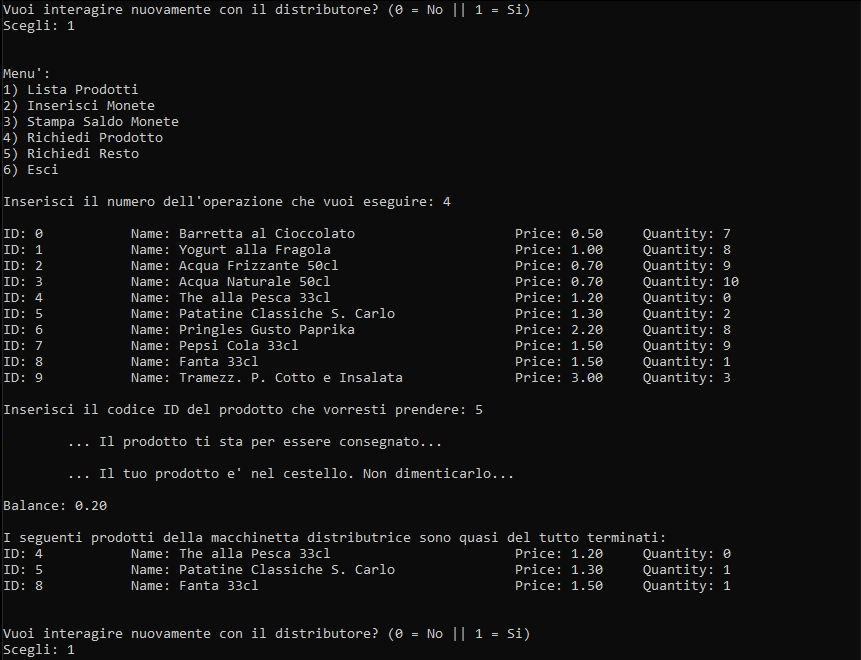 Vuoi interagire nuovamente con il distributore? (0 = No || 1 = Si)
Scegli: 1
Menu':
1) Lista Prodotti
2) Inserisci Monete
3) Stampa Saldo Monete
4) Richiedi Prodotto
5) Richiedi Resto
6) Esci
Inserisci il numero dell'operazione che vuoi eseguire: 4
ID: 0 Name: Barretta al Cioccolato Price: 0.50 Quantity: 7
ID: 1 Name: Yogurt alla Fragola Price: 1.00 Quantity: 8
ID: 2 Name: Acqua Frizzante 50cl Price: 0.70 Quantity: 9
ID: 3 Name: Acqua Naturale 50cl Price: 0.70 Quantity: 10
ID: 4 Name: The alla Pesca 33cl Price: 1.20 Quantity: 0
ID: 5 Name: Patatine Classiche S. Carlo Price: 1.30 Quantity: 2
ID: 6 Name: Pringles Gusto Paprika Price: 2.20 Quantity: 8
ID: 7 Name: Pepsi Cola 33cl Price: 1.50 Quantity: 9
ID: 8 Name: Fanta 33cl Price: 1.50 Quantity: 1
ID: 9 Name: Tramezz. P. Cotto e Insalata Price: 3.00 Quantity: 3
Inserisci il codice ID del prodotto che vorresti prendere: 5
... Il prodotto ti sta per essere consegnato...
... Il tuo prodotto e' nel cestello. Non dimenticarlo...
Balance: 0.20
I seguenti prodotti della macchinetta distributrice sono quasi del tutto terminati:
ID: 4 Name: The alla Pesca 33cl Price: 1.20 Quantity: 0
ID: 5 Name: Patatine Classiche S. Carlo Price: 1.30 Quantity: 1
ID: 8 Name: Fanta 33cl Price: 1.50 Quantity: 1
Vuoi interagire nuovamente con il distributore? (0 = No || 1 = Si)
Scegli: 1